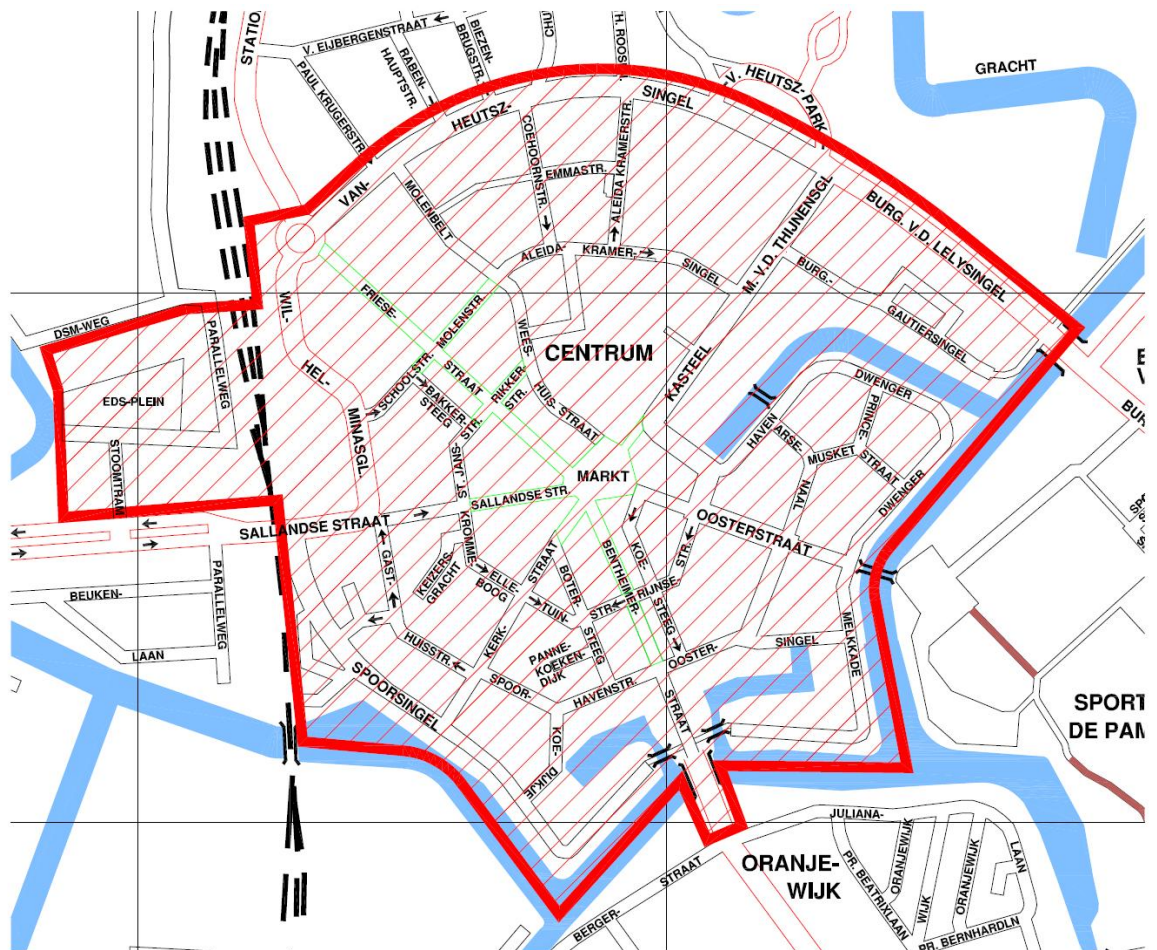 STATIO
V. EIJBERGENSTRAAT
RABEN-
HAUPTSTR.
BIEZEN-
BRUGSTR.
PAUL KRUGERSTR.
V. HEUTSZ-PARK
GRACHT
VAN-
HEUTSZ-
SINGEL
COEHOORNSTR.
ALEIDA KRAMERSTR.
EMMASTR.
MOLENBELT
ALEIDA-
KRAMER-
SINGEL
M. V.D. THIJNENSGL
BURG. V.D. LELYSINGEL
BURG.-
GAUTIERSINGEL
DSM-WEG
PARALLELWEG
EDS-PLEIN
STOOMTRAM
WIL-
HEL-
MINASGL.
FRIESE-
STRAAT
MOLENSTR.
SCHOOLSTR.
BAKKER-
STEEG
RIKKER-
STR.
STR.
WEES-
HUIS-
STRAAT
CENTRUM
KASTEEL
ST. JANS-
MARKT
SALLANDSE STR.
SALLANDSE STRAAT
HAVEN
DWENGER
PRINCE
ARSE-
NAAL
MUSKET
STRAAT
DWENGER
OOSTERSTRAAT
KROMME-
ELLE-
BOOG
KEIZERS-
GRACHT
GAST-
HUISSTR.
STRAAT
KERK-
BOTER-
STEEG
TUIN-
STR.
BENTHEIMER-
STRAAT
KOE-
STEEG
RIJNSE-
STR.
PANNE-
KOEKEN-
DIJK
SPOOR-
HAVENSTR.
OOSTER-
SINGEL
MELKKADE
BEUKEN-
LAAN
PARALLELWEG
SPOORSINGEL
KOE-
DIJKJE
SPORT
DE PAM
JULIANA-
LAAN
ORANJE-
WIJK
BERGER-
STRAAT
PR. BEATRIXLAAN
ORANJEWIJK
WIJK
ORANJEWIJK
PR. BERNHARDLN